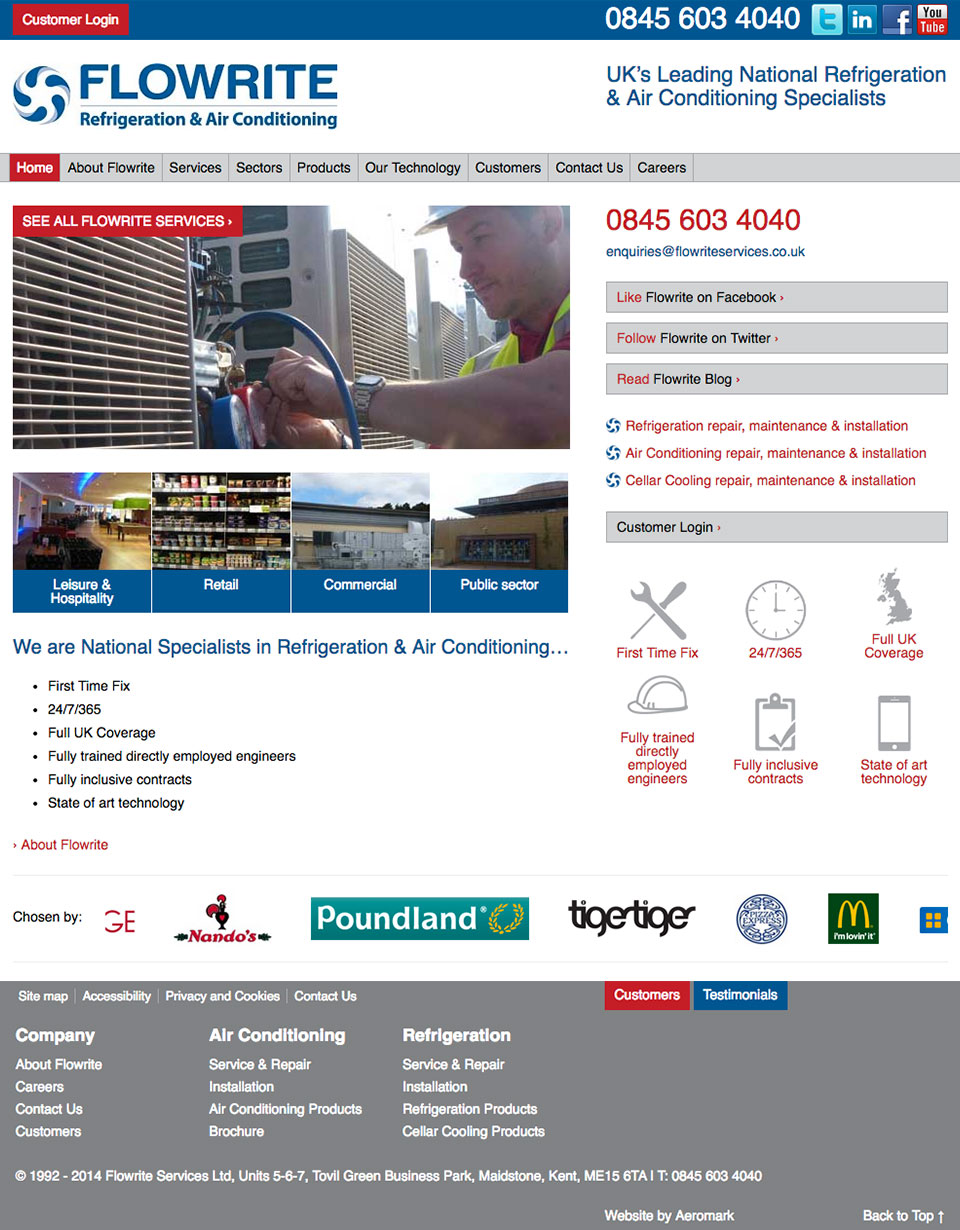 Customer Login
0845 603 4040
in
f
You
Tube
FLOWRITE
Refrigeration & Air Conditioning
UK's Leading National Refrigeration
& Air Conditioning Specialists
Home
About Flowrite
Services
Sectors
Products
Our Technology
Customers
Contact Us
Careers
SEE ALL FLOWRITE SERVICES ›
0845 603 4040
enquiries@flowriteservices.co.uk
Like Flowrite on Facebook ›
Follow Flowrite on Twitter ›
Read Flowrite Blog ›
Refrigeration repair, maintenance & installation
Air Conditioning repair, maintenance & installation
Cellar Cooling repair, maintenance & installation
Customer Login ›
Leisure &
Hospitality
Retail
Commercial
Public sector
First Time Fix
24/7/365
Full UK
Coverage
Fully trained
directly
employed
engineers
Fully inclusive
contracts
State of art
technology
We are National Specialists in Refrigeration & Air Conditioning…
• First Time Fix
• 24/7/365
• Full UK Coverage
• Fully trained directly employed engineers
• Fully inclusive contracts
• State of art technology
› About Flowrite
Chosen by:
GE
Nando's
Poundland®
tigertiger
PIZZA
EXPRESS
M
i'm lovin' it®
Site map
Accessibility
Privacy and Cookies
Contact Us
Customers
Testimonials
Company
About Flowrite
Careers
Contact Us
Customers
Air Conditioning
Service & Repair
Installation
Air Conditioning Products
Brochure
Refrigeration
Service & Repair
Installation
Refrigeration Products
Cellar Cooling Products
© 1992 - 2014 Flowrite Services Ltd, Units 5-6-7, Tovil Green Business Park, Maidstone, Kent, ME15 6TA I T: 0845 603 4040
Website by Aeromark
Back to Top ↑